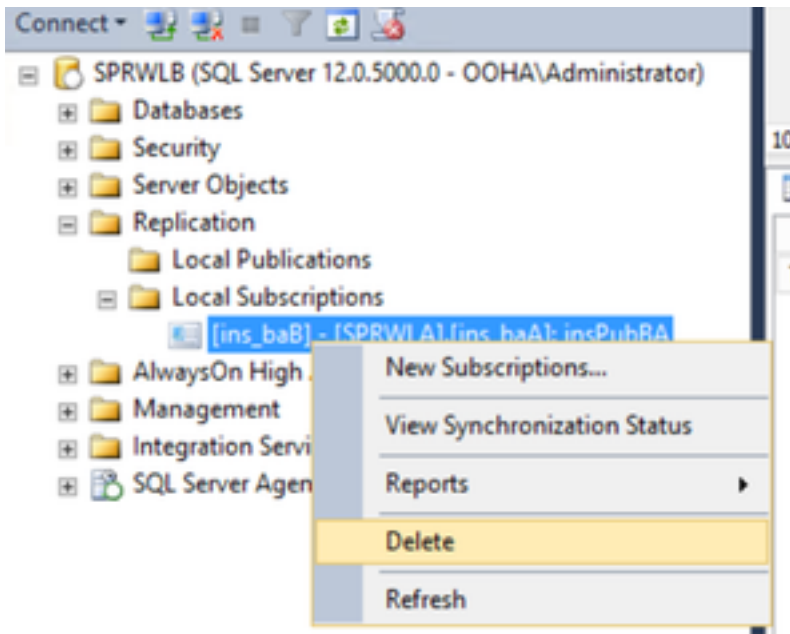 Connect
SPRWLB (SQL Server 12.0.5000.0 - OOHA\Administrator)
Databases
10
Security
Server Objects
Replication
Local Publications
Local Subscriptions
[ins_baB] - [SPRWLA].[ins_baA]: insPubBA
AlwaysOn High
New Subscriptions...
Management
View Synchronization Status
Integration Servi
SQL Server Agen
Reports
Delete
Refresh